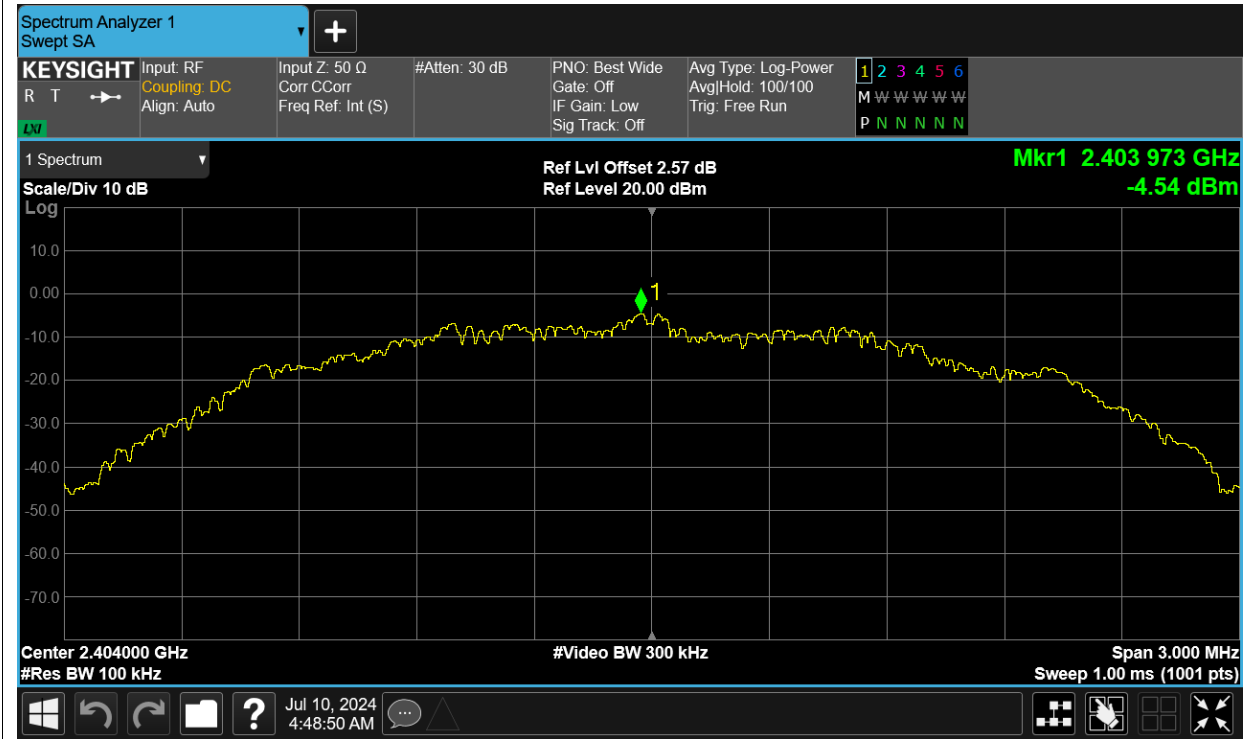 Spectrum Analyzer 1
Swept SA
+
KEYSIGHT
R T
LXI
Input: RF
Coupling: DC
Align: Auto
Input Z: 50 Ω
Corr CCorr
Freq Ref: Int (S)
#Atten: 30 dB
PNO: Best Wide
Gate: Off
IF Gain: Low
Sig Track: Off
Avg Type: Log-Power
Avg|Hold: 100/100
Trig: Free Run
1 2 3 4 5 6
M W W W W W
P N N N N N
1 Spectrum
Scale/Div 10 dB
Ref Lvl Offset 2.57 dB
Ref Level 20.00 dBm
Mkr1 2.403 973 GHz
-4.54 dBm
Log
10.0
0.00
1
-10.0
-20.0
-30.0
-40.0
-50.0
-60.0
-70.0
Center 2.404000 GHz
#Video BW 300 kHz
Span 3.000 MHz
#Res BW 100 kHz
Sweep 1.00 ms (1001 pts)
?
Jul 10, 2024
4:48:50 AM